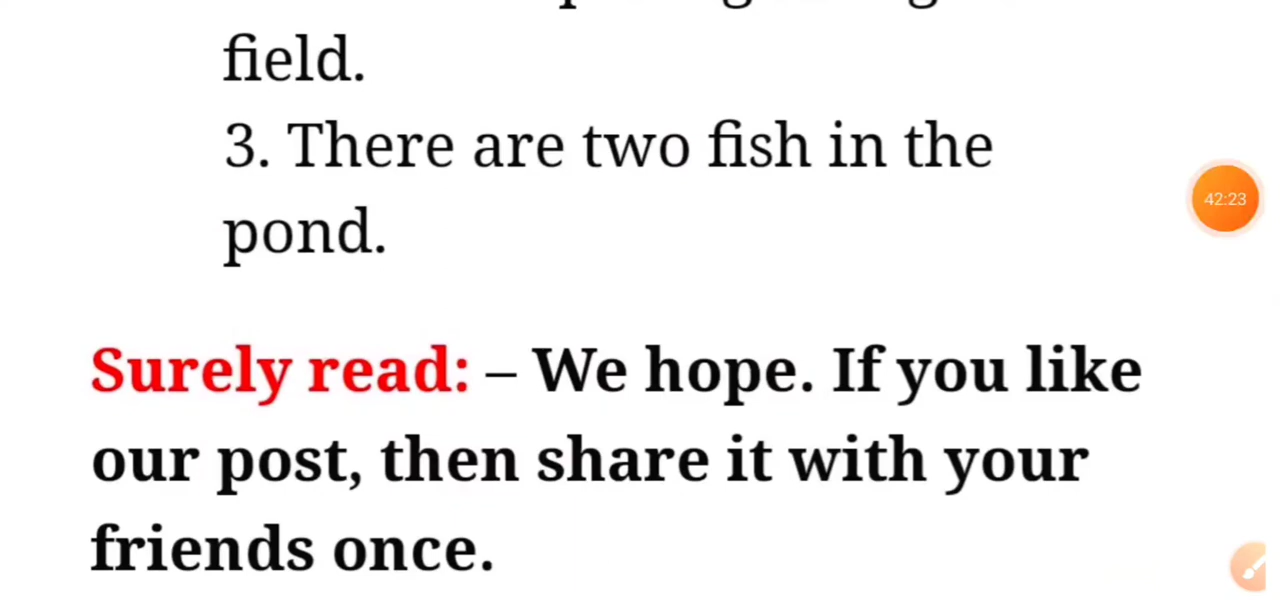 field.
3. There are two fish in the
pond.
42:23
Surely read: – We hope. If you like
our post, then share it with your
friends once.